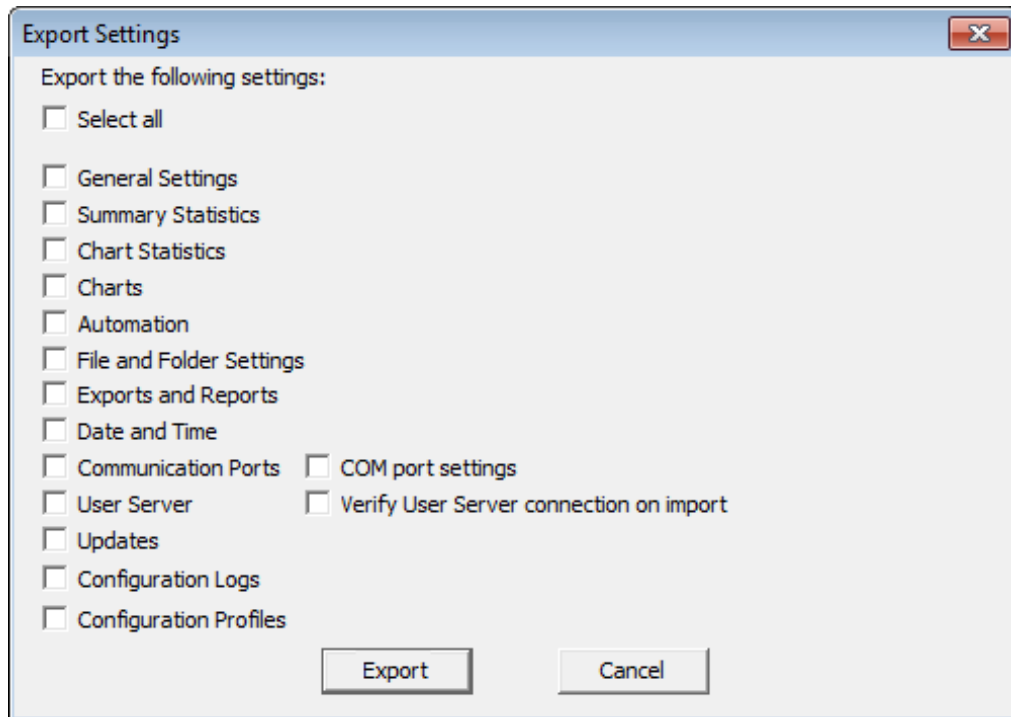 Export Settings
Export the following settings:
Select all
General Settings
Summary Statistics
Chart Statistics
Charts
Automation
File and Folder Settings
Exports and Reports
Date and Time
Communication Ports COM port settings
User Server Verify User Server connection on import
Updates
Configuration Logs
Configuration Profiles
Export Cancel